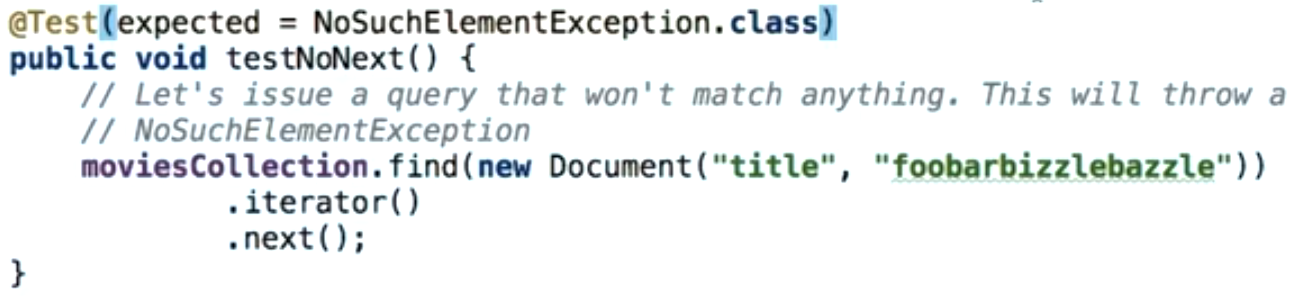 @Test(expected = NoSuchElementException.class)
public void testNoNext() {
    // Let's issue a query that won't match anything. This will throw a
    // NoSuchElementException
    moviesCollection.find(new Document("title", "foobarbizzlebazzle"))
            .iterator()
            .next();
}